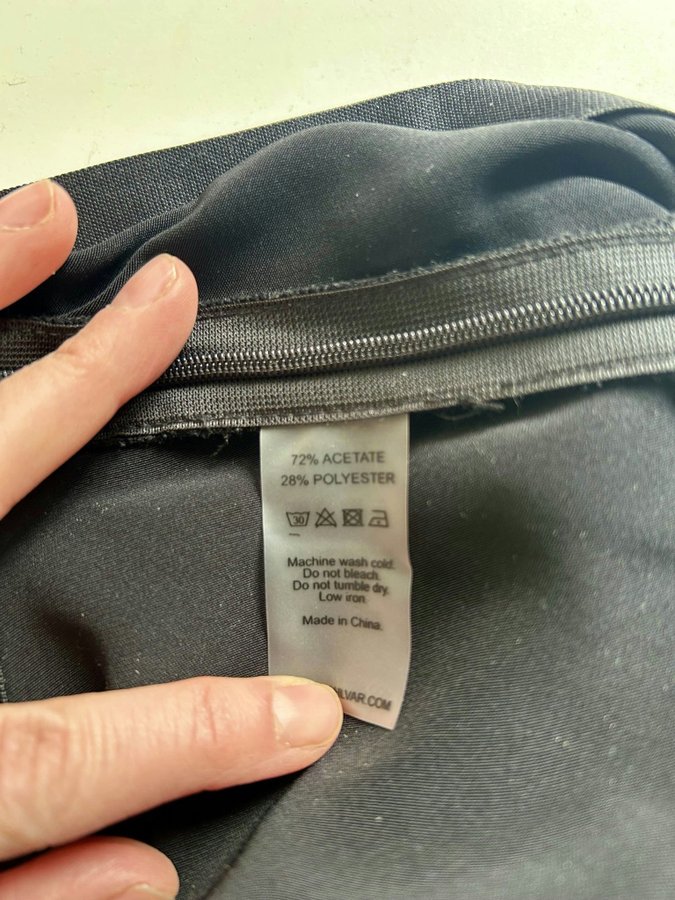 72% ACETATE
28% POLYESTER
30
Machine wash cold.
Do not bleach.
Do not tumble dry.
Low iron.
Made in China.